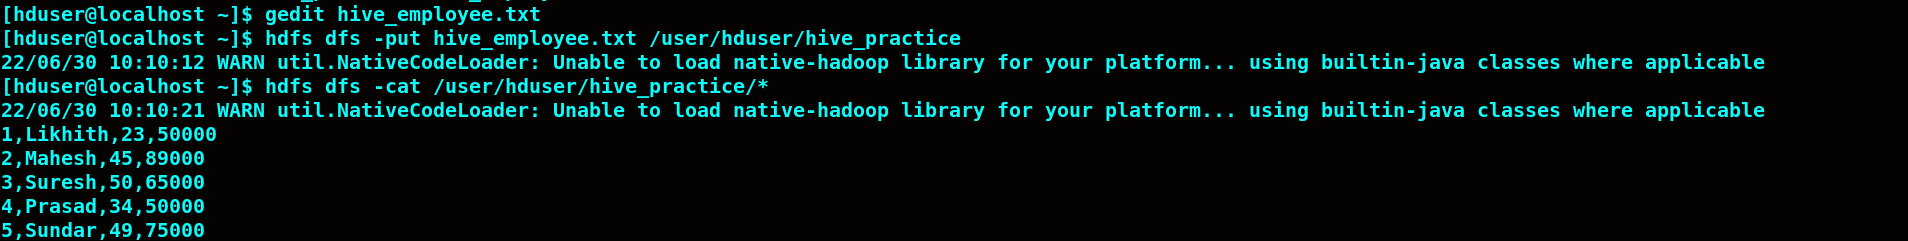 [hduser@localhost ~]$ gedit hive_employee.txt
[hduser@localhost ~]$ hdfs dfs -put hive_employee.txt /user/hduser/hive_practice
22/06/30 10:10:12 WARN util.NativeCodeLoader: Unable to load native-hadoop library for your platform... using builtin-java classes where applicable
[hduser@localhost ~]$ hdfs dfs -cat /user/hduser/hive_practice/*
22/06/30 10:10:21 WARN util.NativeCodeLoader: Unable to load native-hadoop library for your platform... using builtin-java classes where applicable
1,Likhith,23,50000
2,Mahesh,45,89000
3,Suresh,50,65000
4,Prasad,34,50000
5,Sundar,49,75000